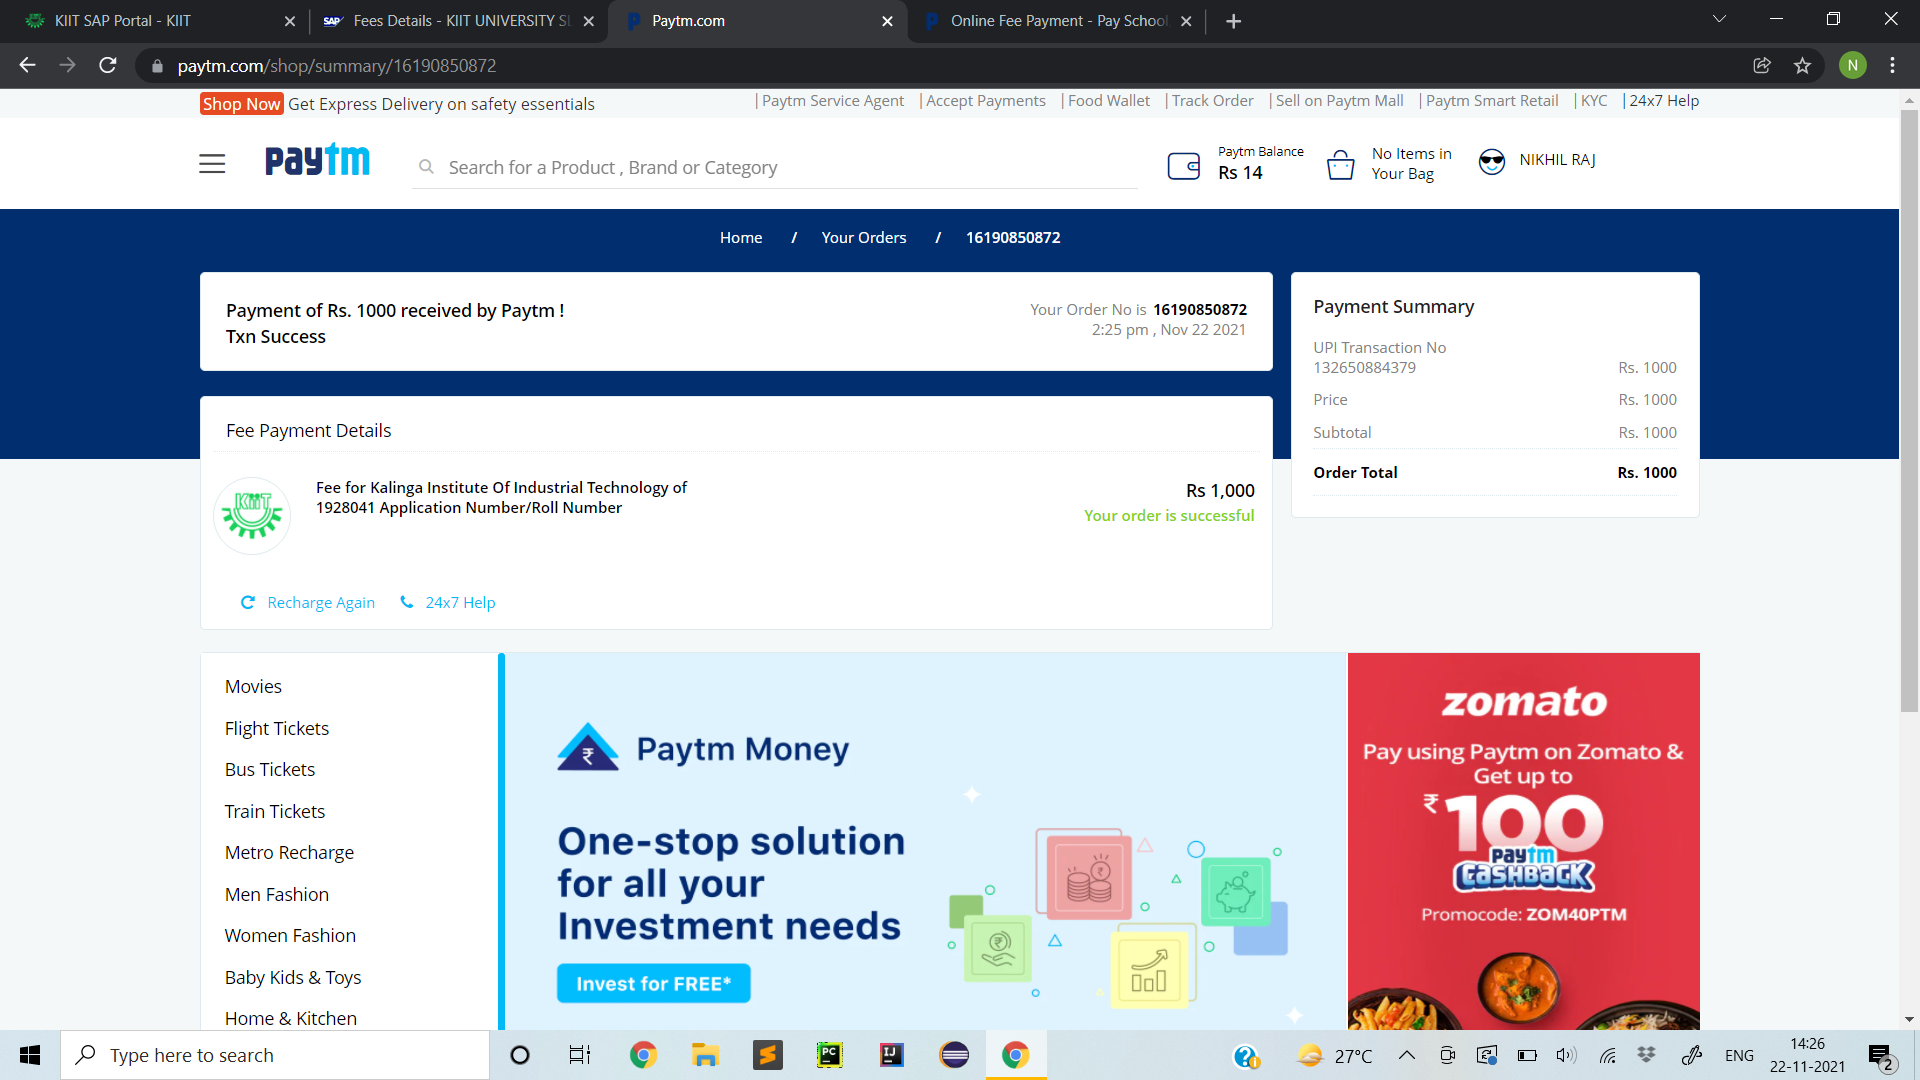 KIIT SAP Portal - KIIT
Fees Details - KIIT UNIVERSITY
Paytm.com
Online Fee Payment - Pay School
paytm.com/shop/summary/16190850872
N
Shop Now Get Express Delivery on safety essentials
| Paytm Service Agent | Accept Payments | Food Wallet | Track Order | Sell on Paytm Mall | Paytm Smart Retail | KYC | 24x7 Help
paytm
Search for a Product , Brand or Category
Paytm Balance
Rs 14
No Items in
Your Bag
NIKHIL RAJ
Home / Your Orders / 16190850872
Payment of Rs. 1000 received by Paytm !
Txn Success
Your Order No is 16190850872
2:25 pm , Nov 22 2021
Payment Summary
UPI Transaction No
132650884379 Rs. 1000
Price Rs. 1000
Subtotal Rs. 1000
Order Total Rs. 1000
Fee Payment Details
KIIT
Fee for Kalinga Institute Of Industrial Technology of
1928041 Application Number/Roll Number
Rs 1,000
Your order is successful
Recharge Again 24x7 Help
Movies
Flight Tickets
Bus Tickets
Train Tickets
Metro Recharge
Men Fashion
Women Fashion
Baby Kids & Toys
Home & Kitchen
₹ Paytm Money
One-stop solution
for all your
Investment needs
Invest for FREE*
zomato
Pay using Paytm on Zomato &
Get up to
₹100
paytm
CASHBACK
Promocode: ZOM40PTM
Type here to search
27°C
ENG
14:26
22-11-2021
2